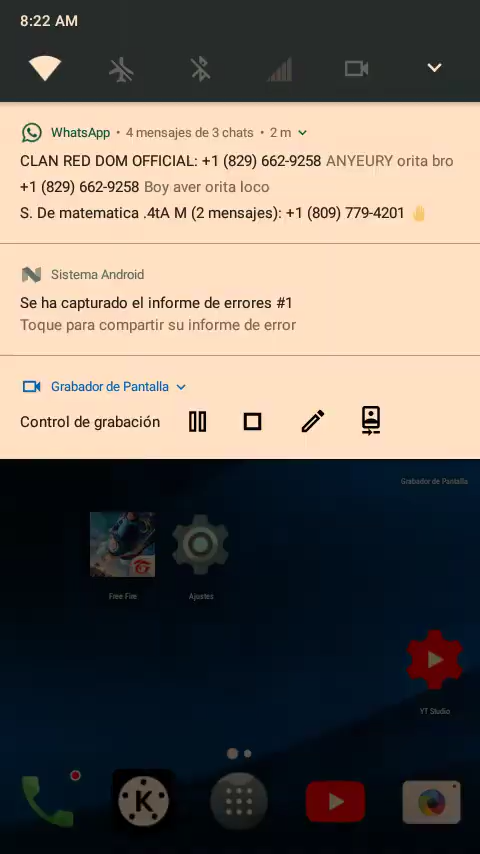 8:22 AM
WhatsApp • 4 mensajes de 3 chats • 2 m
CLAN RED DOM OFFICIAL: +1 (829) 662-9258 ANYEURY orita bro
+1 (829) 662-9258 Boy aver orita loco
S. De matematica .4tA M (2 mensajes): +1 (809) 779-4201 🤚
Sistema Android
Se ha capturado el informe de errores #1
Toque para compartir su informe de error
Grabador de Pantalla
Control de grabación
Grabador de Pantalla
Free Fire
Ajustes
YT Studio
K